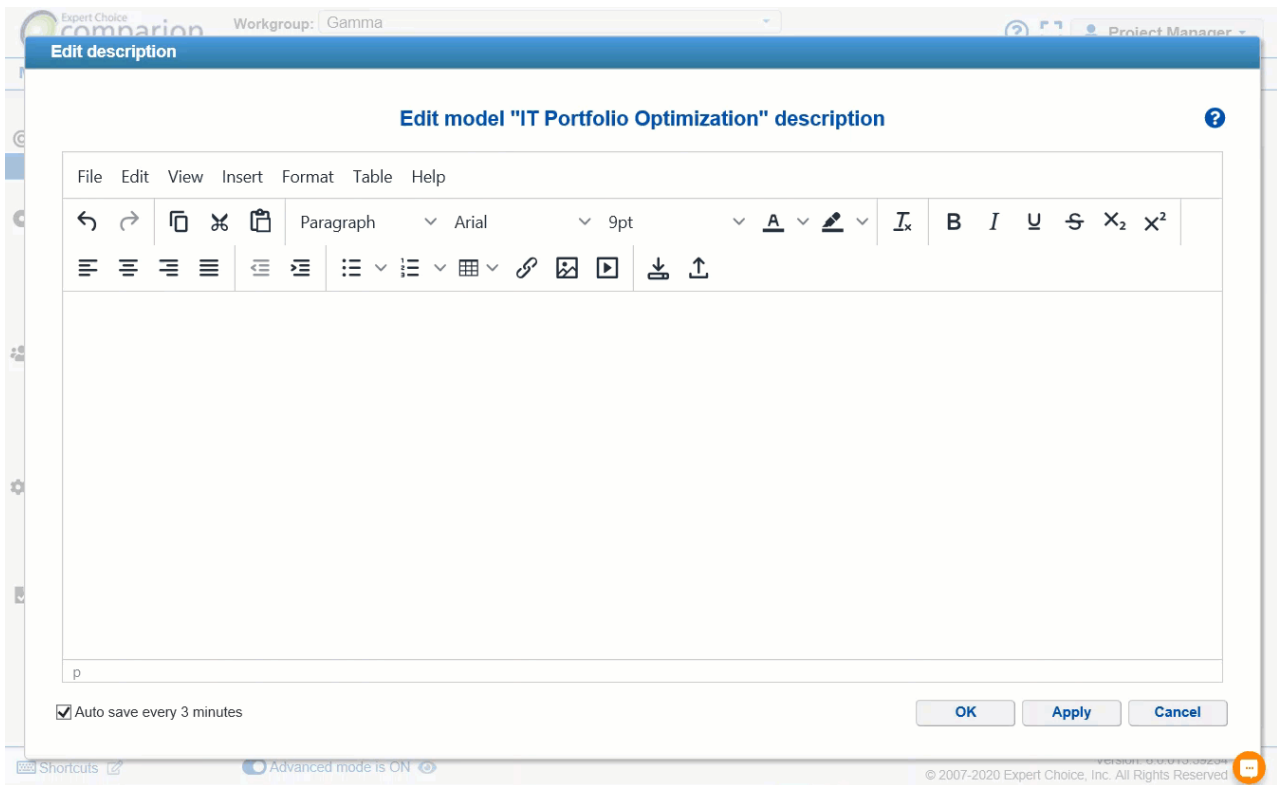 Expert Choice
comparion
Workgroup: Gamma
Project Manager
Edit description
Edit model "IT Portfolio Optimization" description
File Edit View Insert Format Table Help
Paragraph Arial 9pt
p
Auto save every 3 minutes
OK Apply Cancel
Shortcuts Advanced mode is ON
© 2007-2020 Expert Choice, Inc. All Rights Reserved